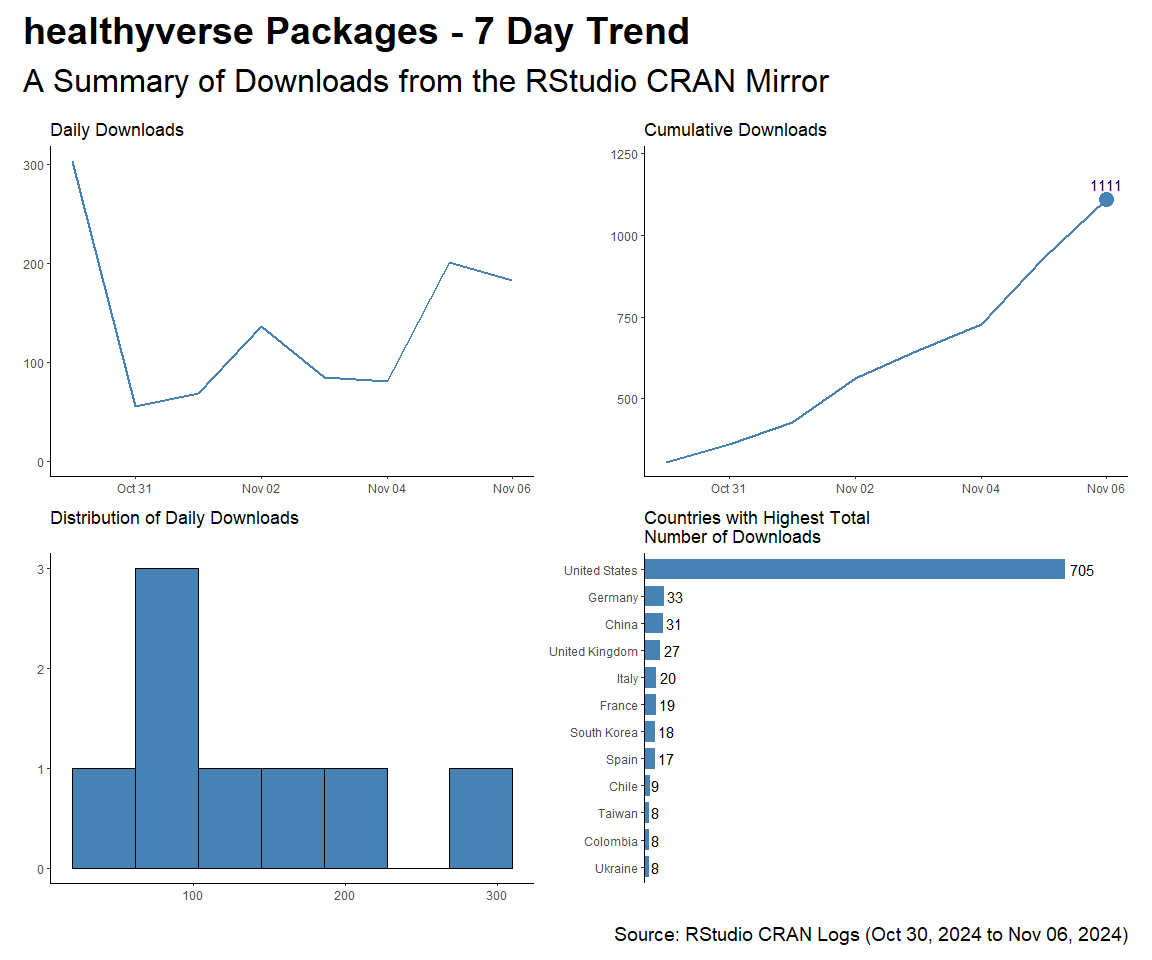 healthyverse Packages - 7 Day Trend
A Summary of Downloads from the RStudio CRAN Mirror
Daily Downloads
300
200
100
0
Oct 31
Nov 02
Nov 04
Nov 06
Cumulative Downloads
1250
1000
750
500
1111
Oct 31
Nov 02
Nov 04
Nov 06
Distribution of Daily Downloads
3
2
1
0
100
200
300
Countries with Highest Total
Number of Downloads
United States 705
Germany 33
China 31
United Kingdom 27
Italy 20
France 19
South Korea 18
Spain 17
Chile 9
Taiwan 8
Colombia 8
Ukraine 8
Source: RStudio CRAN Logs (Oct 30, 2024 to Nov 06, 2024)